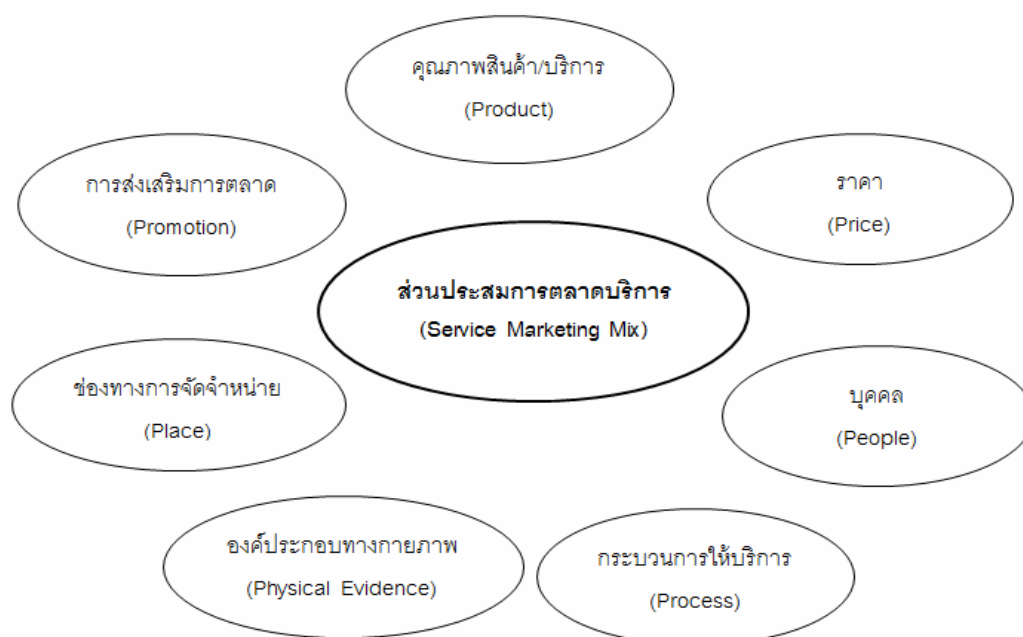 คุณภาพสินค้า/บริการ
(Product)
การส่งเสริมการตลาด
(Promotion)
ราคา
(Price)
ส่วนประสมการตลาดบริการ
(Service Marketing Mix)
ช่องทางการจัดจำหน่าย
(Place)
บุคคล
(People)
องค์ประกอบทางกายภาพ
(Physical Evidence)
กระบวนการให้บริการ
(Process)